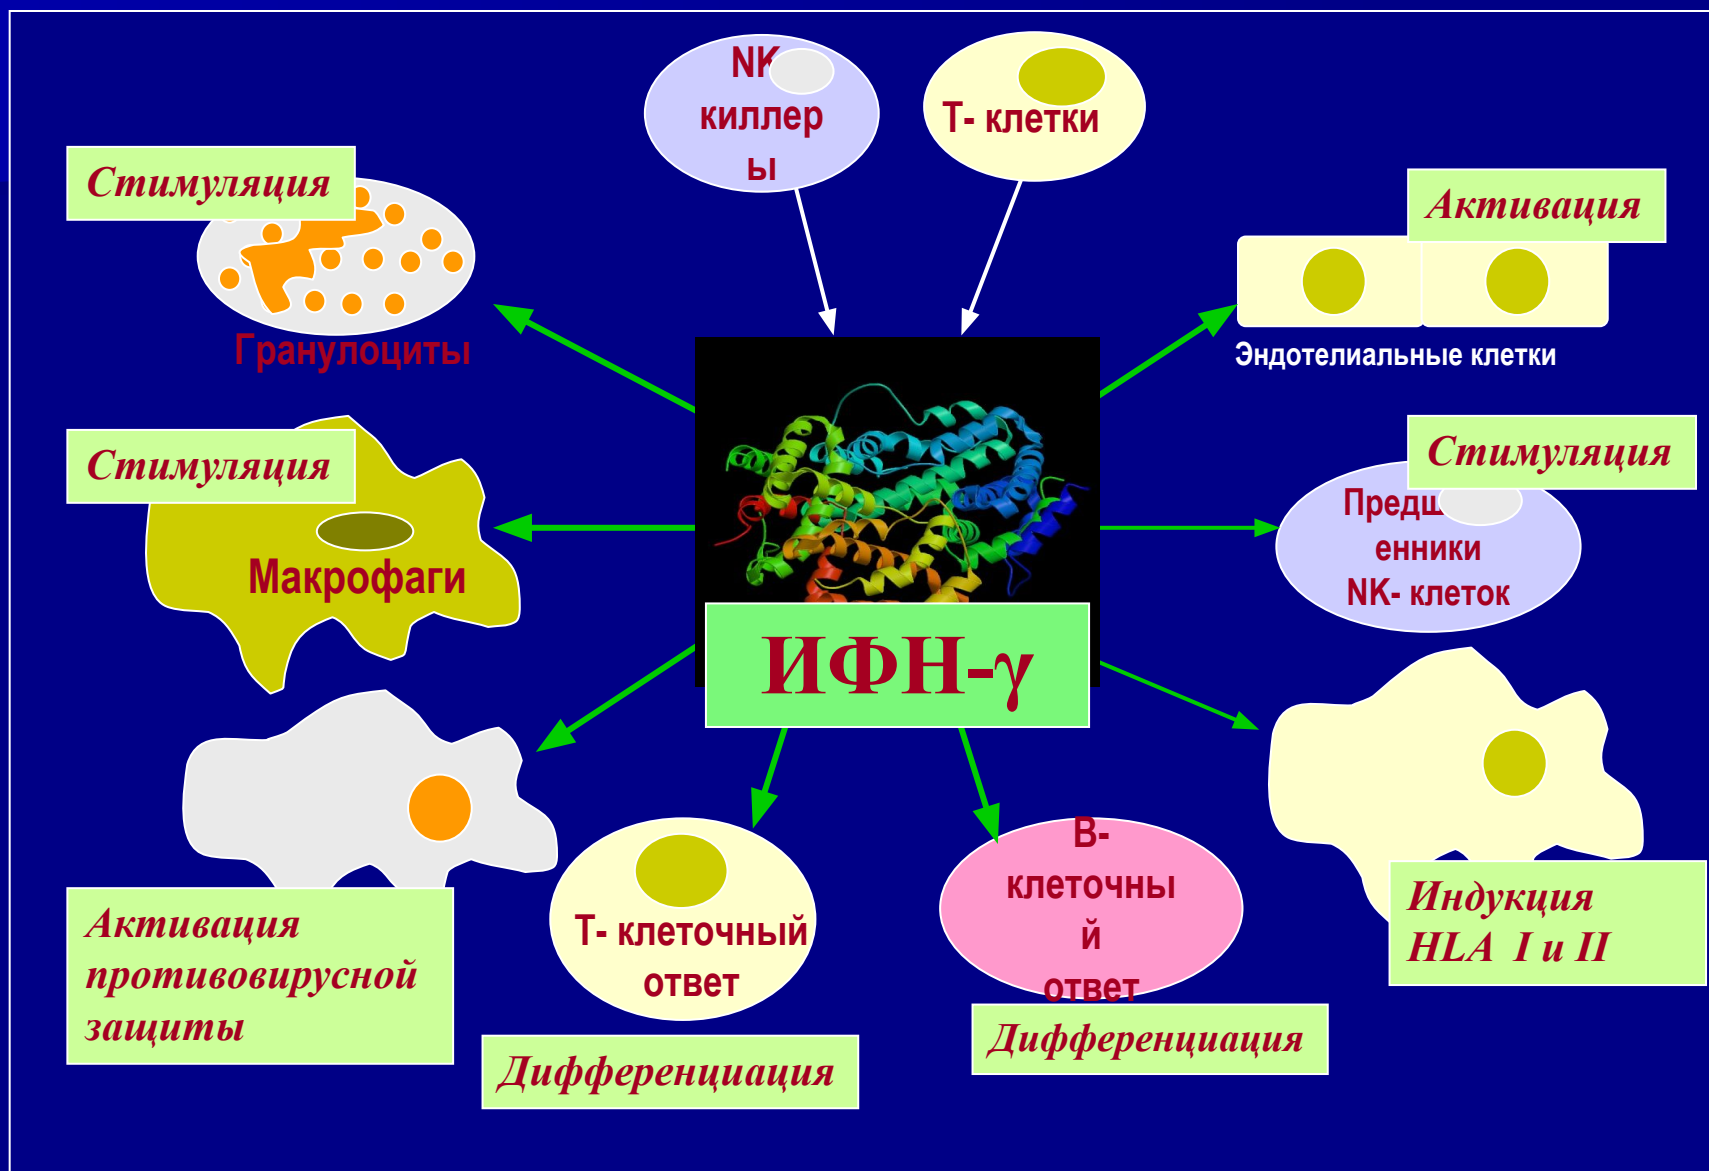 NK
киллер
ы
Т- клетки
Стимуляция
Гранулоциты
Активация
Эндотелиальные клетки
Стимуляция
Макрофаги
Стимуляция
енники
NK- клеток
ИФН-γ
Активация
противовирусной
защиты
Т- клеточный
ответ
Дифференциация
В-
клеточны
й
ответ
Дифференциация
Индукция
HLA I и II